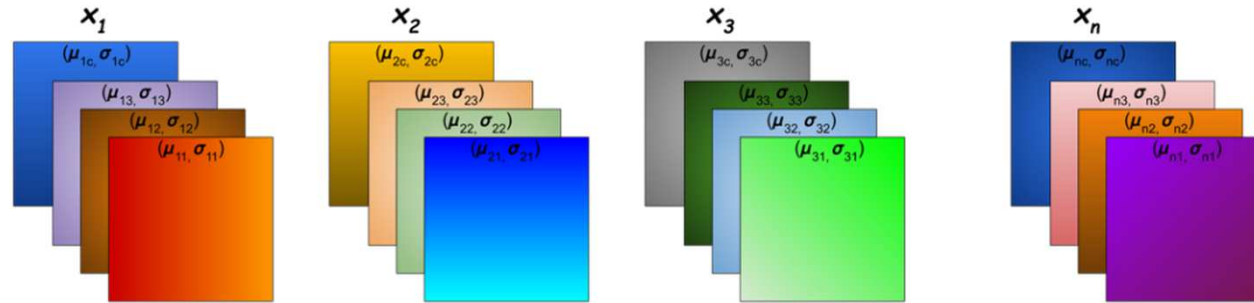 x₁ x₂ x₃ xₙ
(μ₁c, σ₁c) (μ₂c, σ₂c) (μ₃c, σ₃c) (μₙc, σₙc)
(μ₁₃, σ₁₃) (μ₂₃, σ₂₃) (μ₃₃, σ₃₃) (μₙ₃, σₙ₃)
(μ₁₂, σ₁₂) (μ₂₂, σ₂₂) (μ₃₂, σ₃₂) (μₙ₂, σₙ₂)
(μ₁₁, σ₁₁) (μ₂₁, σ₂₁) (μ₃₁, σ₃₁) (μₙ₁, σₙ₁)